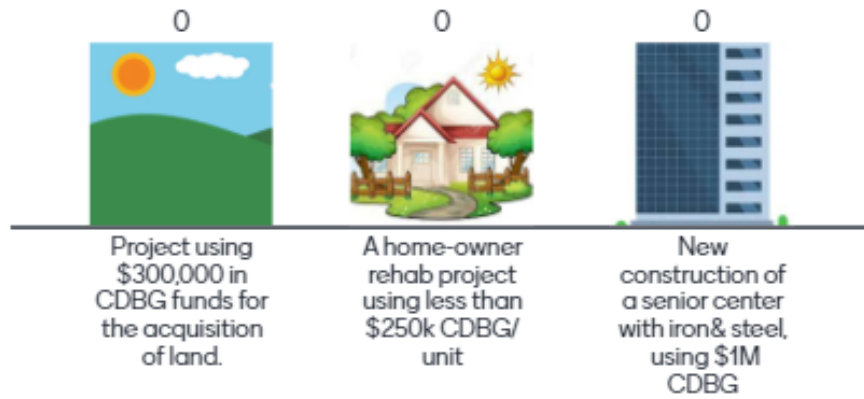 0
0
0
Project using
$300,000 in
CDBG funds for
the acquisition
of land.
A home-owner
rehab project
using less than
$250k CDBG/
unit
New
construction of
a senior center
with iron& steel,
using $1M
CDBG